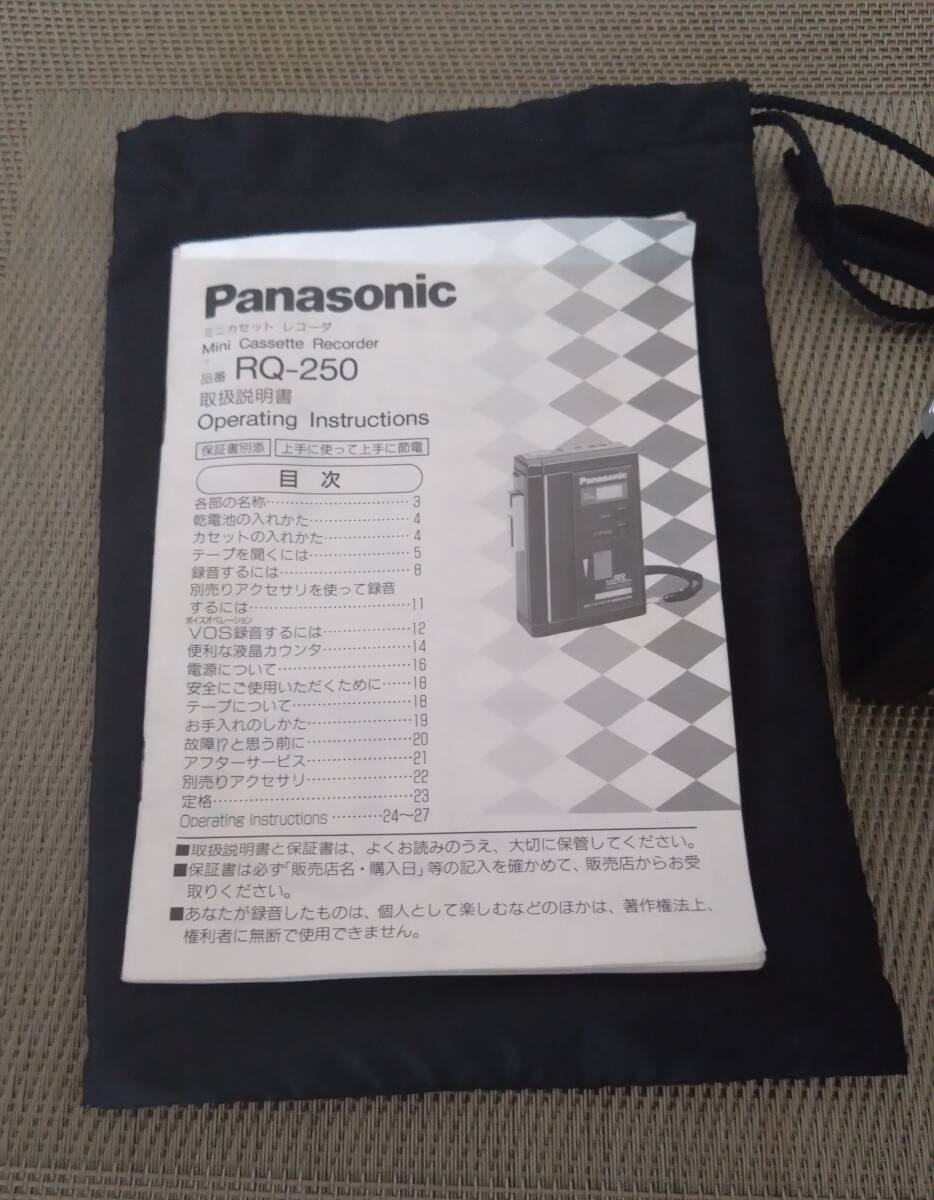 Panasonic
ミニカセット レコーダ
Mini Cassette Recorder
品番 RQ-250
取扱説明書
Operating Instructions
保証書別添 上手に使って上手に節電
目 次
各部の名称……………………3
乾電池の入れかた……………4
カセットの入れかた…………4
テープを聞くには……………5
録音するには…………………8
別売りアクセサリを使って録音
するには………………………11
ボイスオペレーション
VOS録音するには……………12
便利な液晶カウンタ…………14
電源について…………………16
安全にご使用いただくために……18
テープについて………………18
お手入れのしかた……………19
故障!?と思う前に……………20
アフターサービス……………21
別売りアクセサリ……………22
定格……………………………23
Operating Instructions ………24〜27
Panasonic
■取扱説明書と保証書は、よくお読みのうえ、大切に保管してください。
■保証書は必ず「販売店名・購入日」等の記入を確かめて、販売店からお受
取りください。
■あなたが録音したものは、個人として楽しむなどのほかは、著作権法上、
権利者に無断で使用できません。